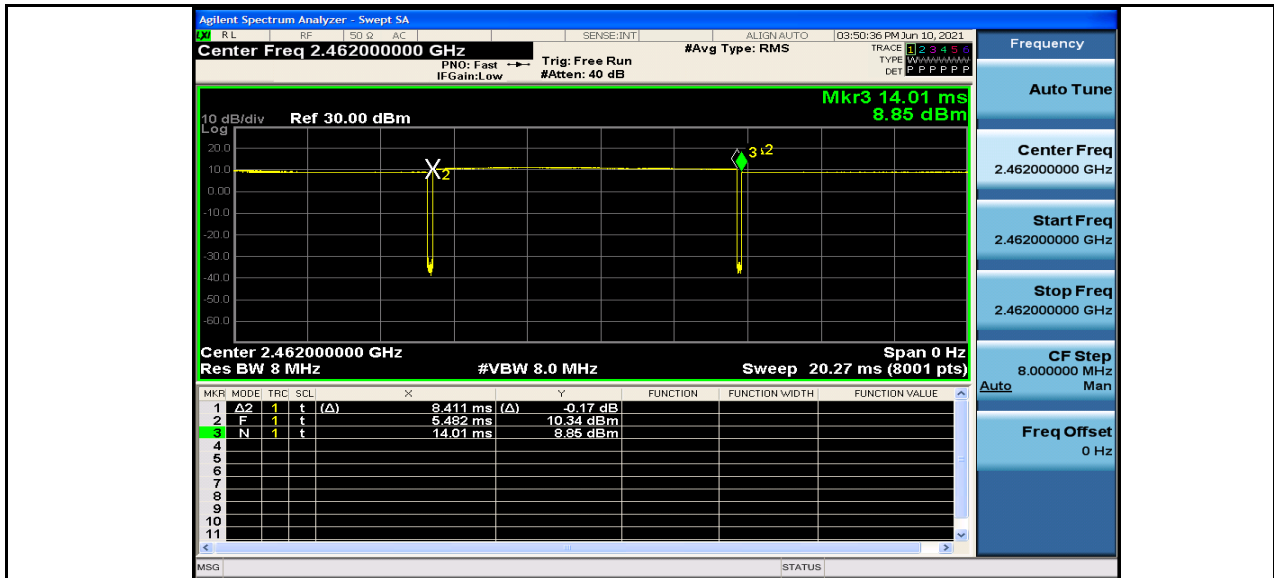 Agilent Spectrum Analyzer - Swept SA
LXI RL RF 50 Ω AC SENSE:INT ALIGN AUTO 03:50:36 PM Jun 10, 2021
Center Freq 2.462000000 GHz #Avg Type: RMS TRACE 1 2 3 4 5 6
PNO: Fast Trig: Free Run TYPE
IFGain:Low #Atten: 40 dB DET P P P P P P
Mkr3 14.01 ms
10 dB/div Ref 30.00 dBm 8.85 dBm
Log
20.0
10.0
0.00
-10.0
-20.0
-30.0
-40.0
-50.0
-60.0
2
3
Center 2.462000000 GHz Span 0 Hz
Res BW 8 MHz #VBW 8.0 MHz Sweep 20.27 ms (8001 pts)
MKR MODE TRC SCL X Y FUNCTION FUNCTION WIDTH FUNCTION VALUE
1 Δ2 1 t (Δ) 8.411 ms (Δ) -0.17 dB
2 F 1 t 5.482 ms 10.34 dBm
3 N 1 t 14.01 ms 8.85 dBm
4
5
6
7
8
9
10
11
MSG STATUS
Frequency
Auto Tune
Center Freq
2.462000000 GHz
Start Freq
2.462000000 GHz
Stop Freq
2.462000000 GHz
CF Step
8.000000 MHz
Auto Man
Freq Offset
0 Hz